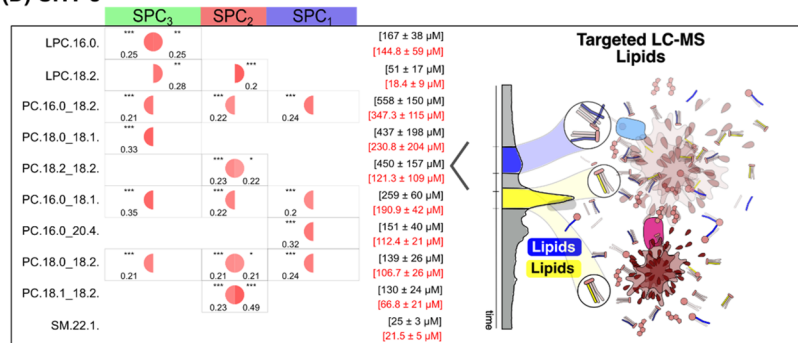 SPC3 SPC2 SPC1
LPC.16.0. *** ** 0.25 0.25 [167 ± 38 µM]
[144.8 ± 59 µM]
LPC.18.2. ** 0.28 *** 0.2 [51 ± 17 µM]
[18.4 ± 9 µM]
PC.16.0_18.2. *** 0.21 *** 0.22 *** 0.24 [558 ± 150 µM]
[347.3 ± 115 µM]
PC.18.0_18.1. *** 0.33 [437 ± 198 µM]
[230.8 ± 204 µM]
PC.18.2_18.2. *** * 0.23 0.22 [450 ± 157 µM]
[121.3 ± 109 µM]
PC.16.0_18.1. *** 0.35 *** 0.22 *** 0.2 [259 ± 60 µM]
[190.9 ± 42 µM]
PC.16.0_20.4. *** 0.32 [151 ± 40 µM]
[112.4 ± 21 µM]
PC.18.0_18.2. *** 0.21 *** * 0.21 0.21 *** 0.24 [139 ± 26 µM]
[106.7 ± 26 µM]
PC.18.1_18.2. *** *** 0.23 0.49 [130 ± 24 µM]
[66.8 ± 21 µM]
SM.22.1. [25 ± 3 µM]
[21.5 ± 5 µM]
Targeted LC-MS
Lipids
Lipids
Lipids
time